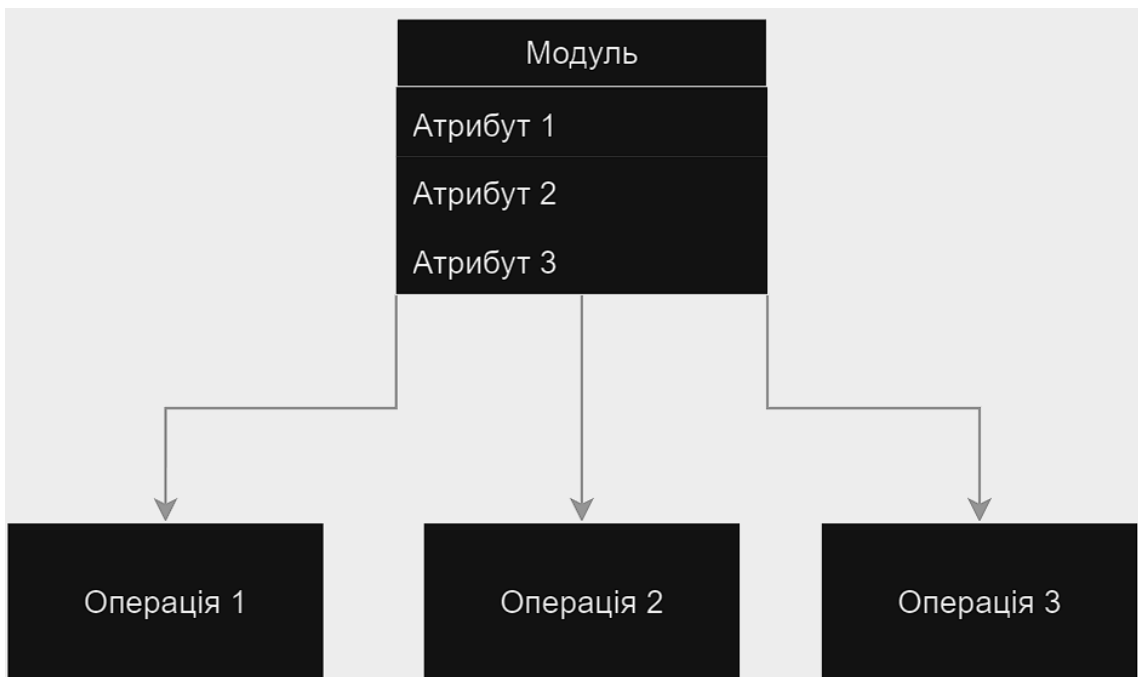 Модуль
Атрибут 1
Атрибут 2
Атрибут 3
Операція 1
Операція 2
Операція 3